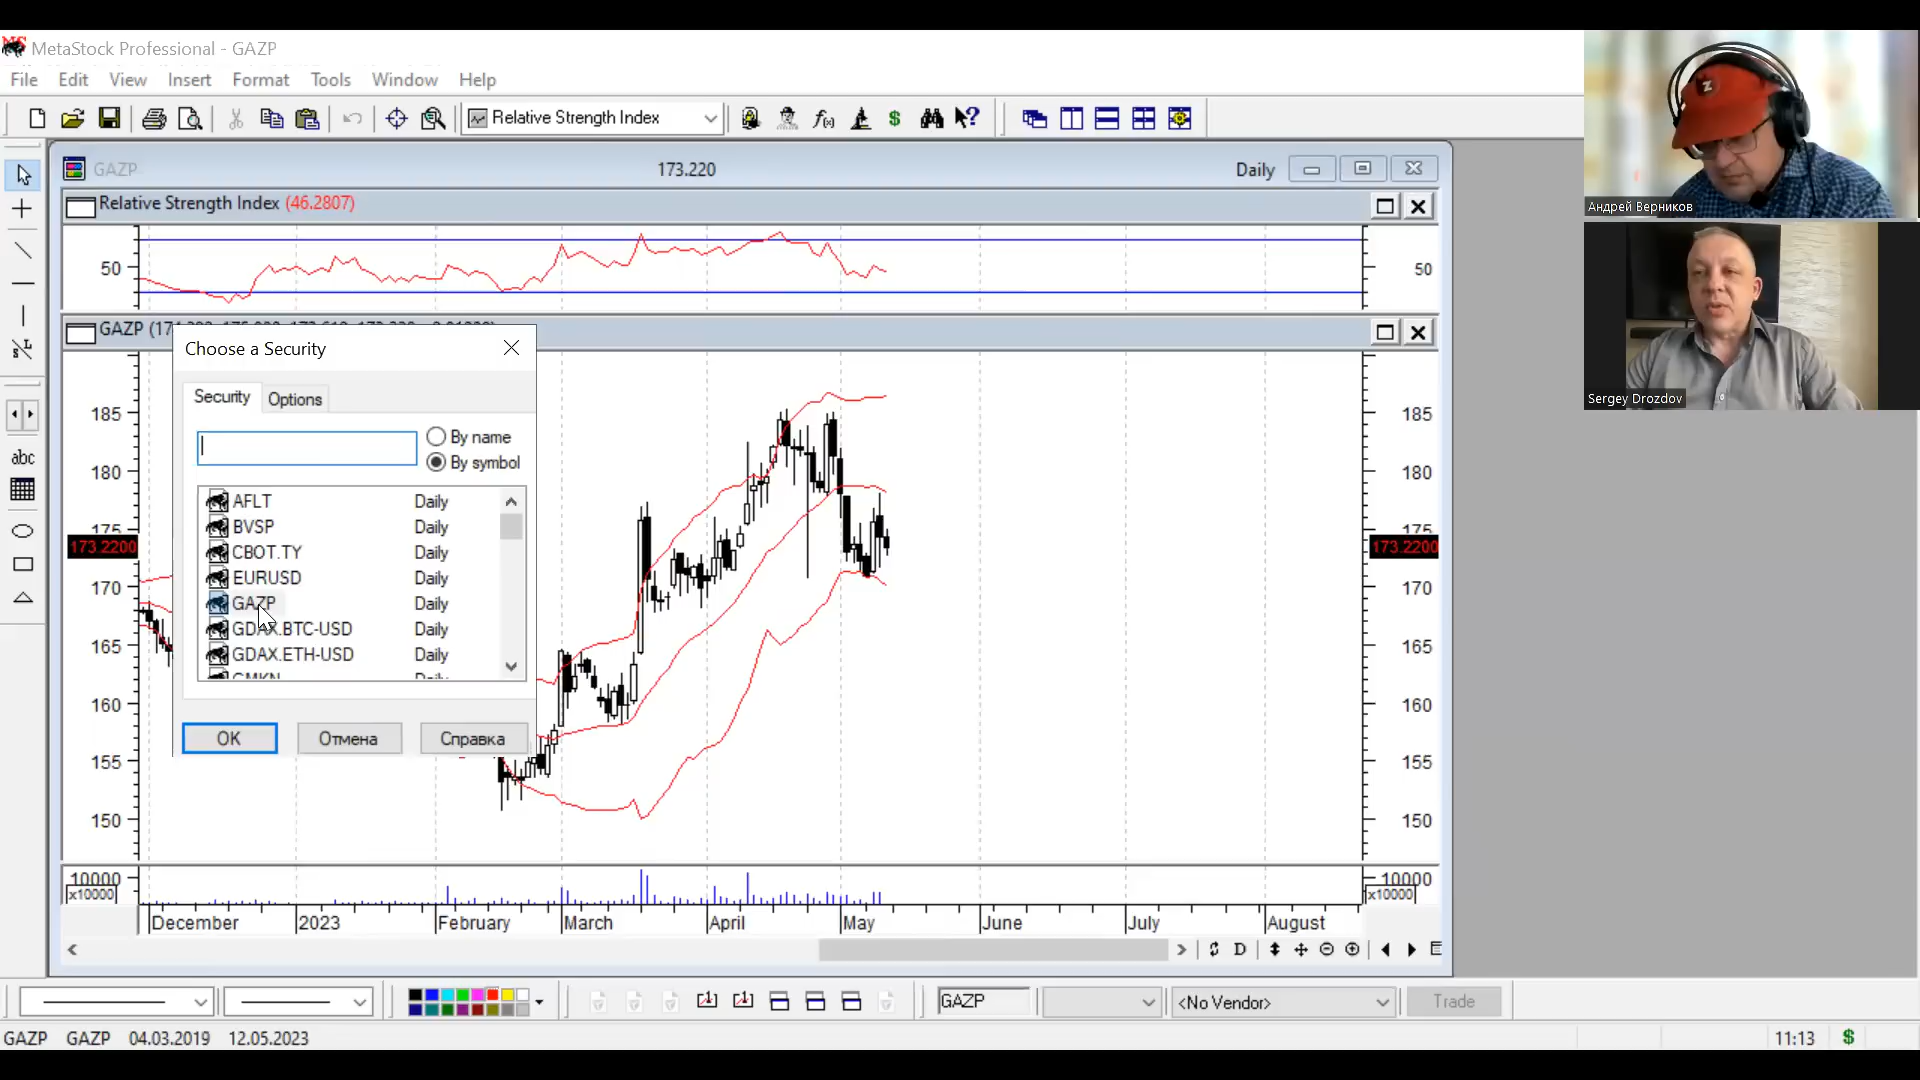 MetaStock Professional - GAZP
File Edit View Insert Format Tools Window Help
Relative Strength Index
GAZP 173.220 Daily
Relative Strength Index (46.2807)
50 50
GAZP
Choose a Security
Security Options
By name
By symbol
AFLT Daily
BVSP Daily
CBOT.TY Daily
EURUSD Daily
GAZP Daily
GDAX.BTC-USD Daily
GDAX.ETH-USD Daily
OK Отмена Справка
185 185
180 180
175 175
173.2200 173.2200
170 170
165 165
160 160
155 155
150 150
10000 10000
x10000 x10000
December 2023 February March April May June July August
D
abc
GAZP <No Vendor> Trade
GAZP GAZP 04.03.2019 12.05.2023 11:13 $
Андрей Верников
Sergey Drozdov